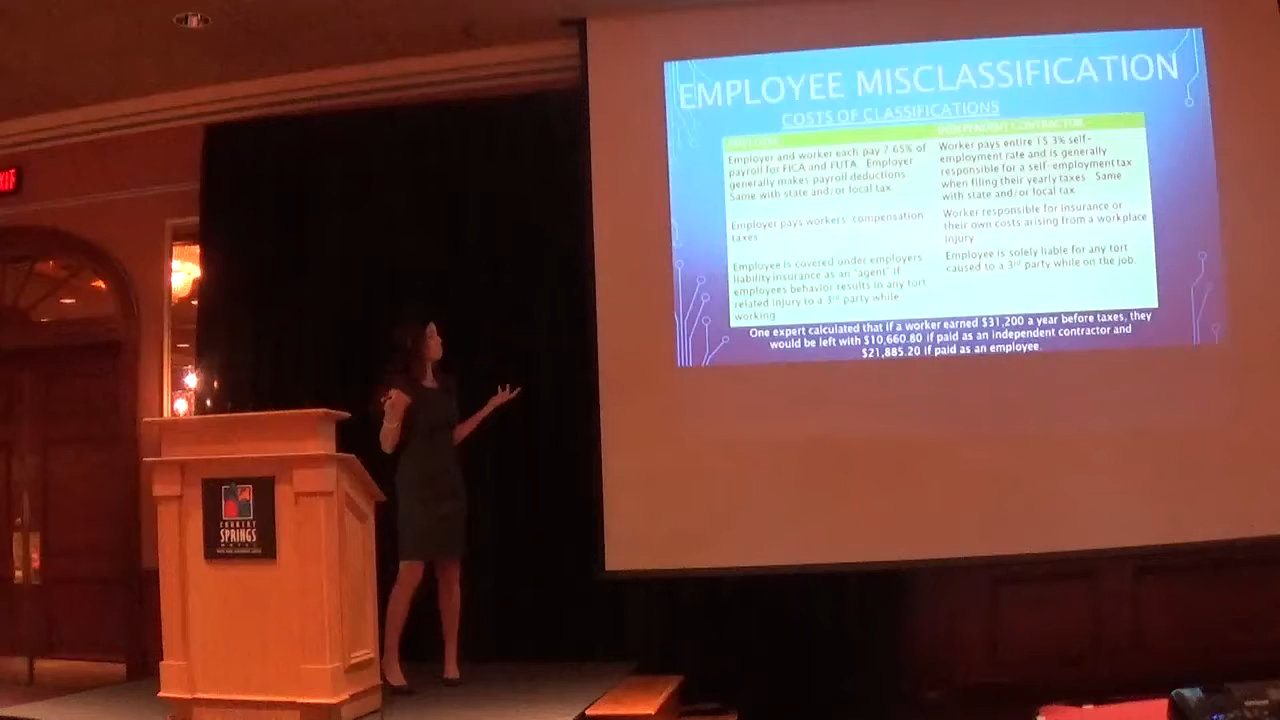 EMPLOYEE MISCLASSIFICATION
COSTS OF CLASSIFICATIONS
EMPLOYEE
Employer and worker each pay 7.65% of
payroll for FICA and FUTA. Employer
generally makes payroll deductions.
Same with state and/or local tax.
Employer pays workers' compensation
taxes
Employee is covered under employers
liability insurance as an "agent" if
employees behavior results in any tort
related injury to a 3rd party while
working.
INDEPENDENT CONTRACTOR
Worker pays entire 15.3% self-
employment rate and is generally
responsible for a self-employment tax
when filing their yearly taxes. Same
with state and/or local tax.
Worker responsible for insurance or
their own costs arising from a workplace
injury
Employee is solely liable for any tort
caused to a 3rd party while on the job.
One expert calculated that if a worker earned $31,200 a year before taxes, they
would be left with $10,660.80 if paid as an independent contractor and
$21,885.20 if paid as an employee.
EXIT
COUNTRY
SPRINGS
HOTEL